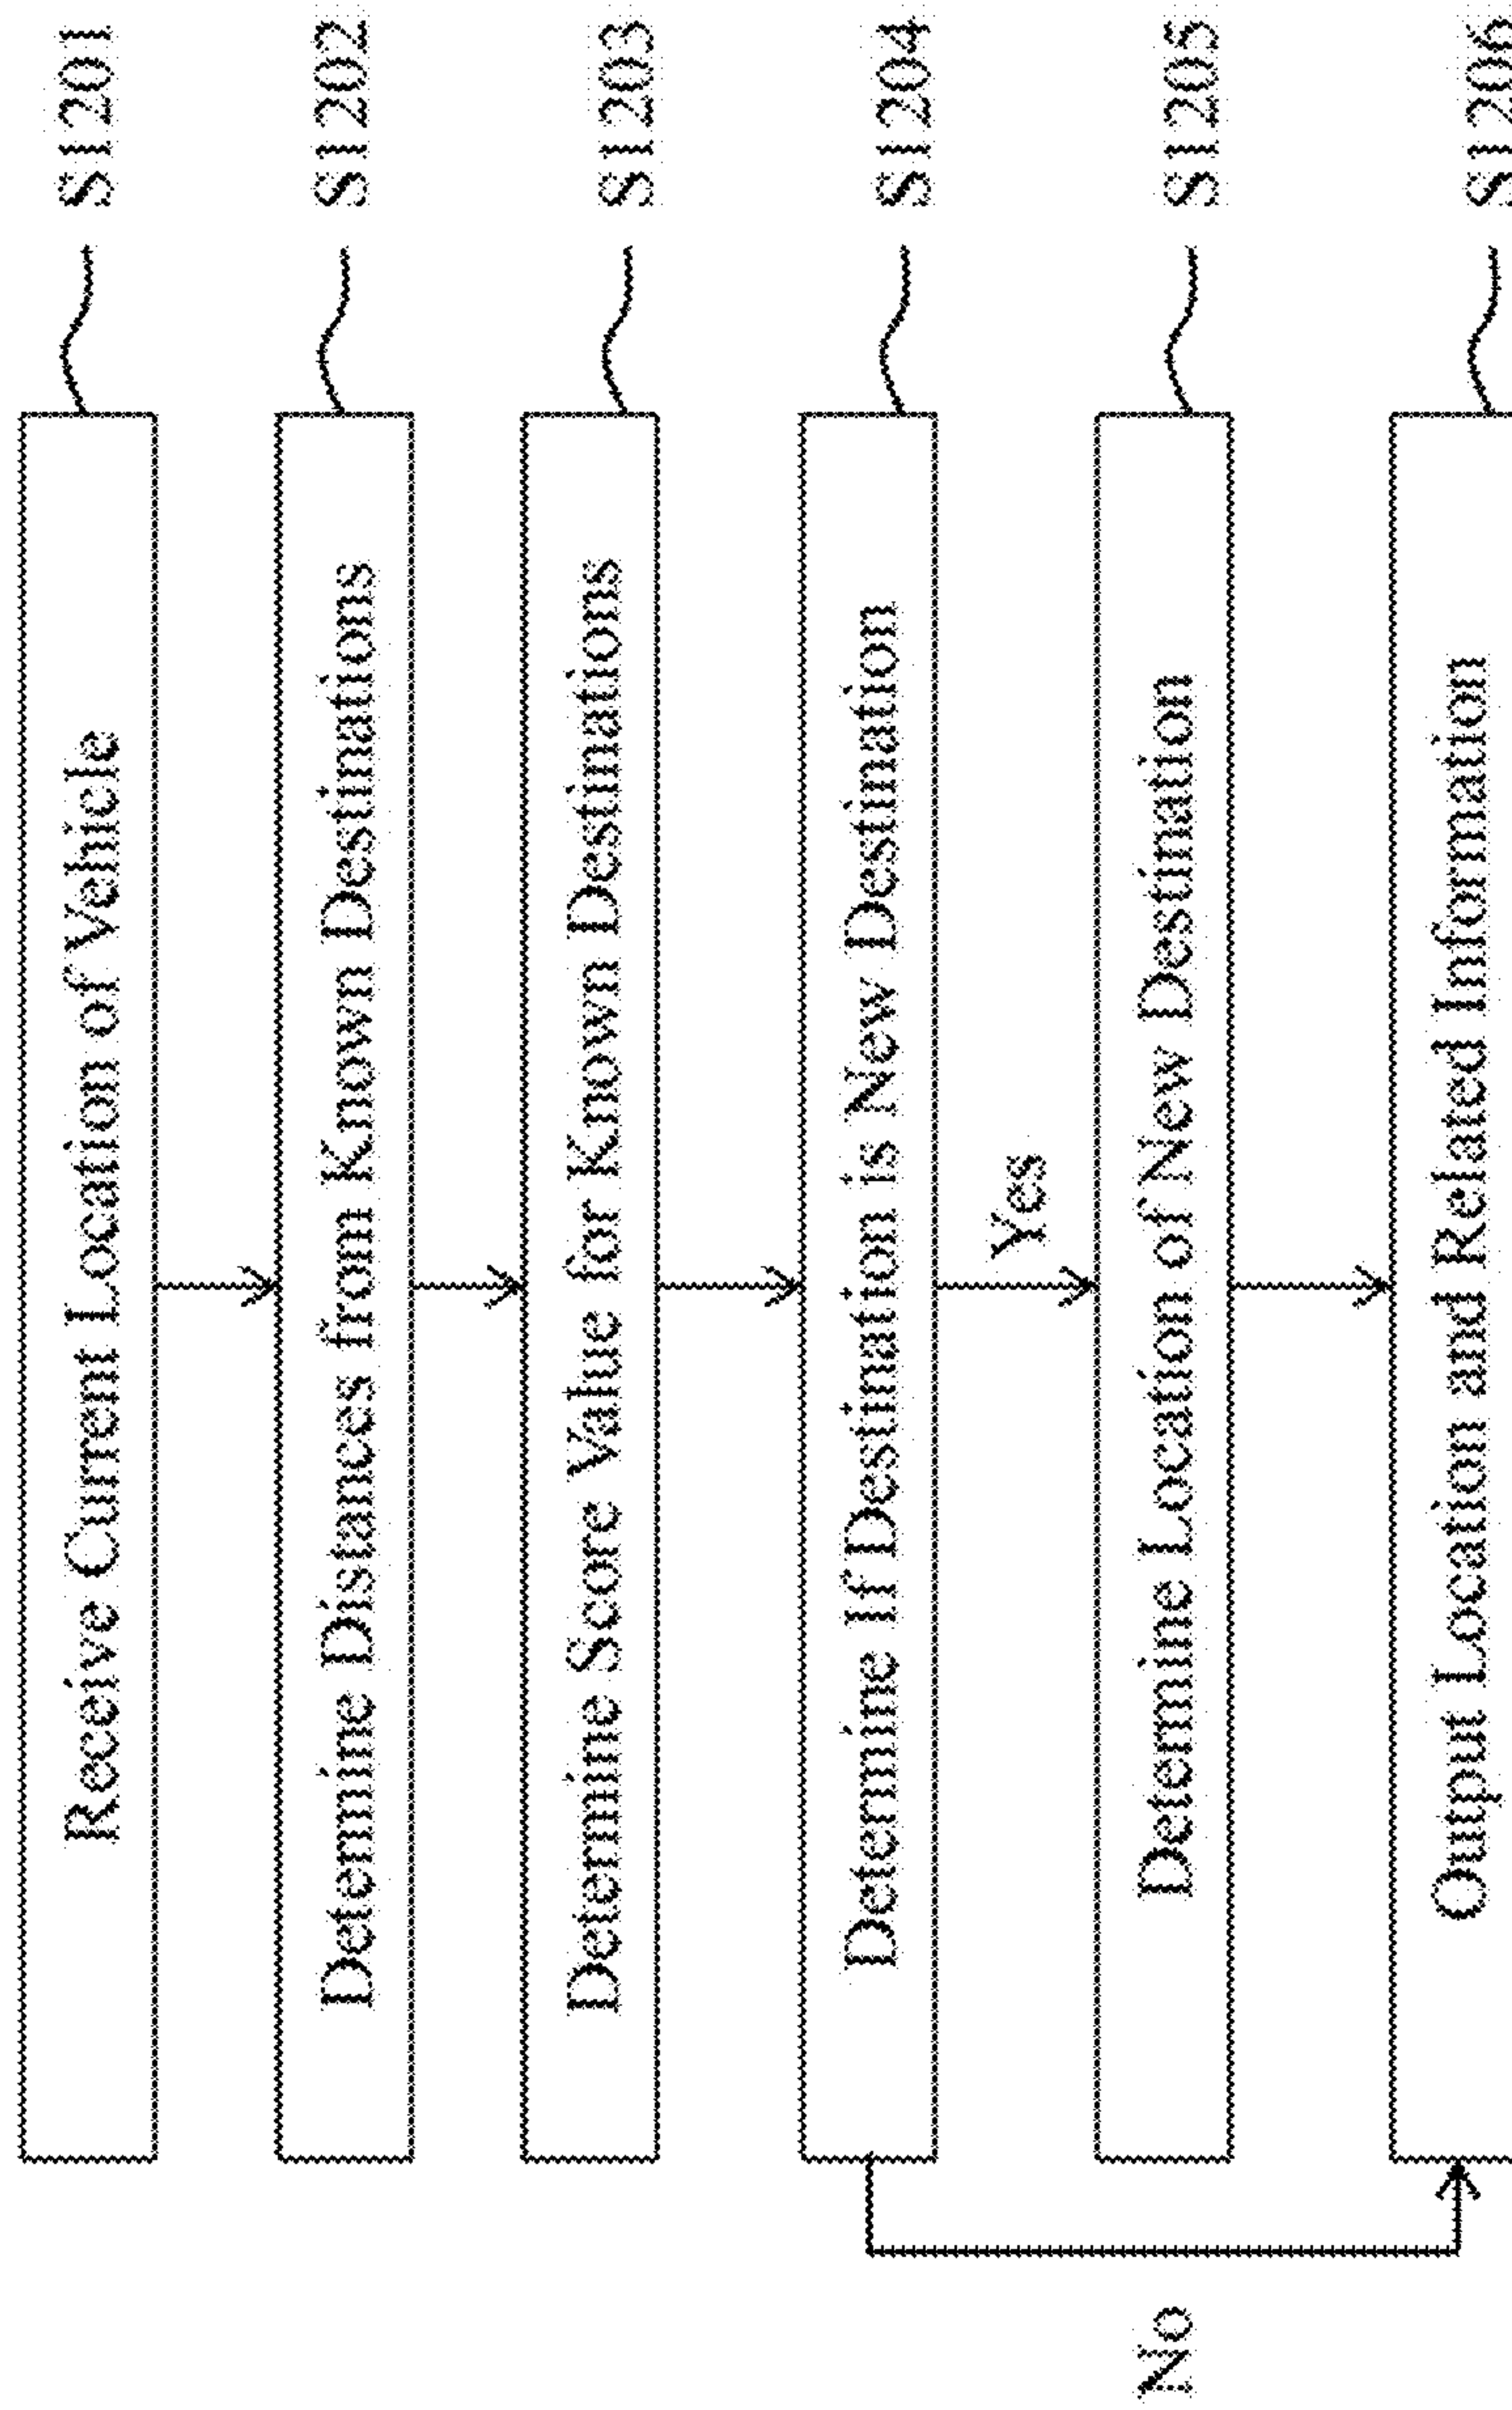 Receive Current Location of Vehicle
S1201
Determine Distances from Known Destinations
S1202
Determine Score Value for Known Destinations
S1203
Determine If Destination is New Destination
S1204
Yes
No
Determine Location of New Destination
S1205
Output Location and Related Information
S1206